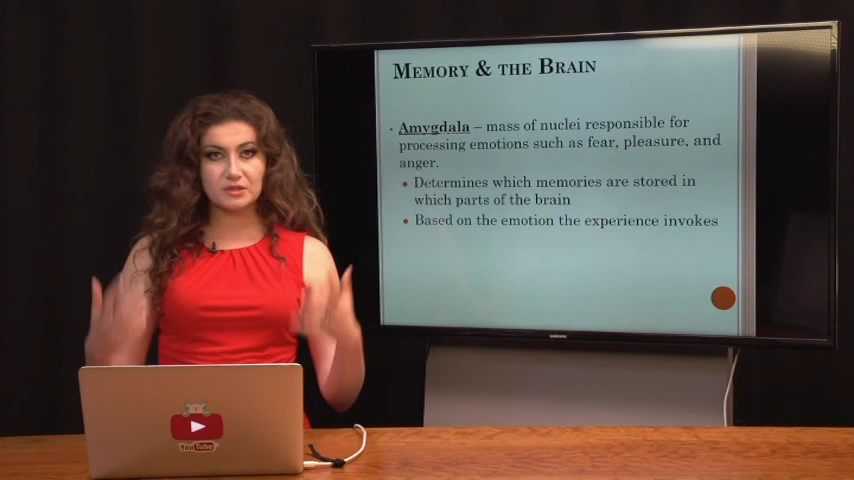 MEMORY & THE BRAIN
Amygdala – mass of nuclei responsible for
processing emotions such as fear, pleasure, and
anger.
Determines which memories are stored in
which parts of the brain
Based on the emotion the experience invokes
SAMSUNG
YouTube